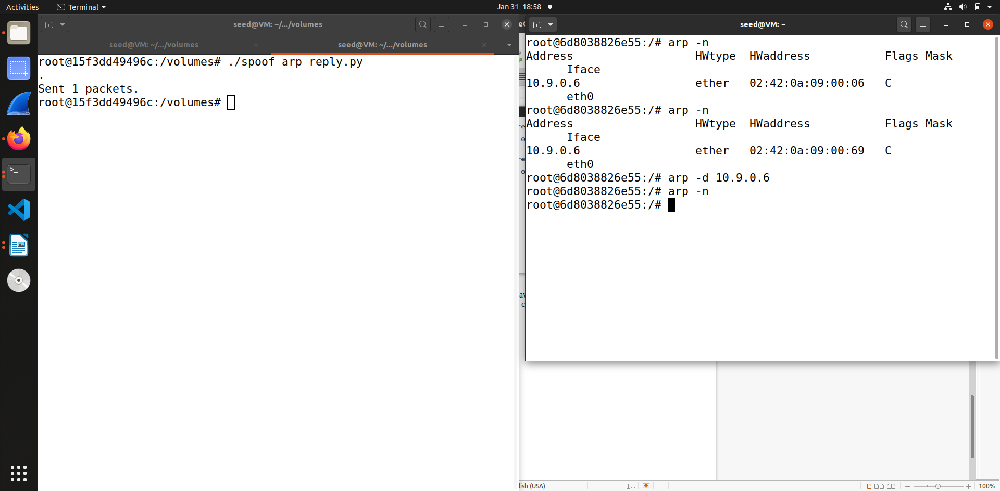 Activities
Terminal
Jan 31 18:58
seed@VM: ~/.../volumes
seed@VM: ~/.../volumes
seed@VM: ~/.../volumes
root@15f3dd49496c:/volumes# ./spoof_arp_reply.py
.
Sent 1 packets.
root@15f3dd49496c:/volumes#
seed@VM: ~
root@6d8038826e55:/# arp -n
Address HWtype HWaddress Flags Mask
Iface
10.9.0.6 ether 02:42:0a:09:00:06 C
eth0
root@6d8038826e55:/# arp -n
Address HWtype HWaddress Flags Mask
Iface
10.9.0.6 ether 02:42:0a:09:00:69 C
eth0
root@6d8038826e55:/# arp -d 10.9.0.6
root@6d8038826e55:/# arp -n
root@6d8038826e55:/#
lish (USA)
100%